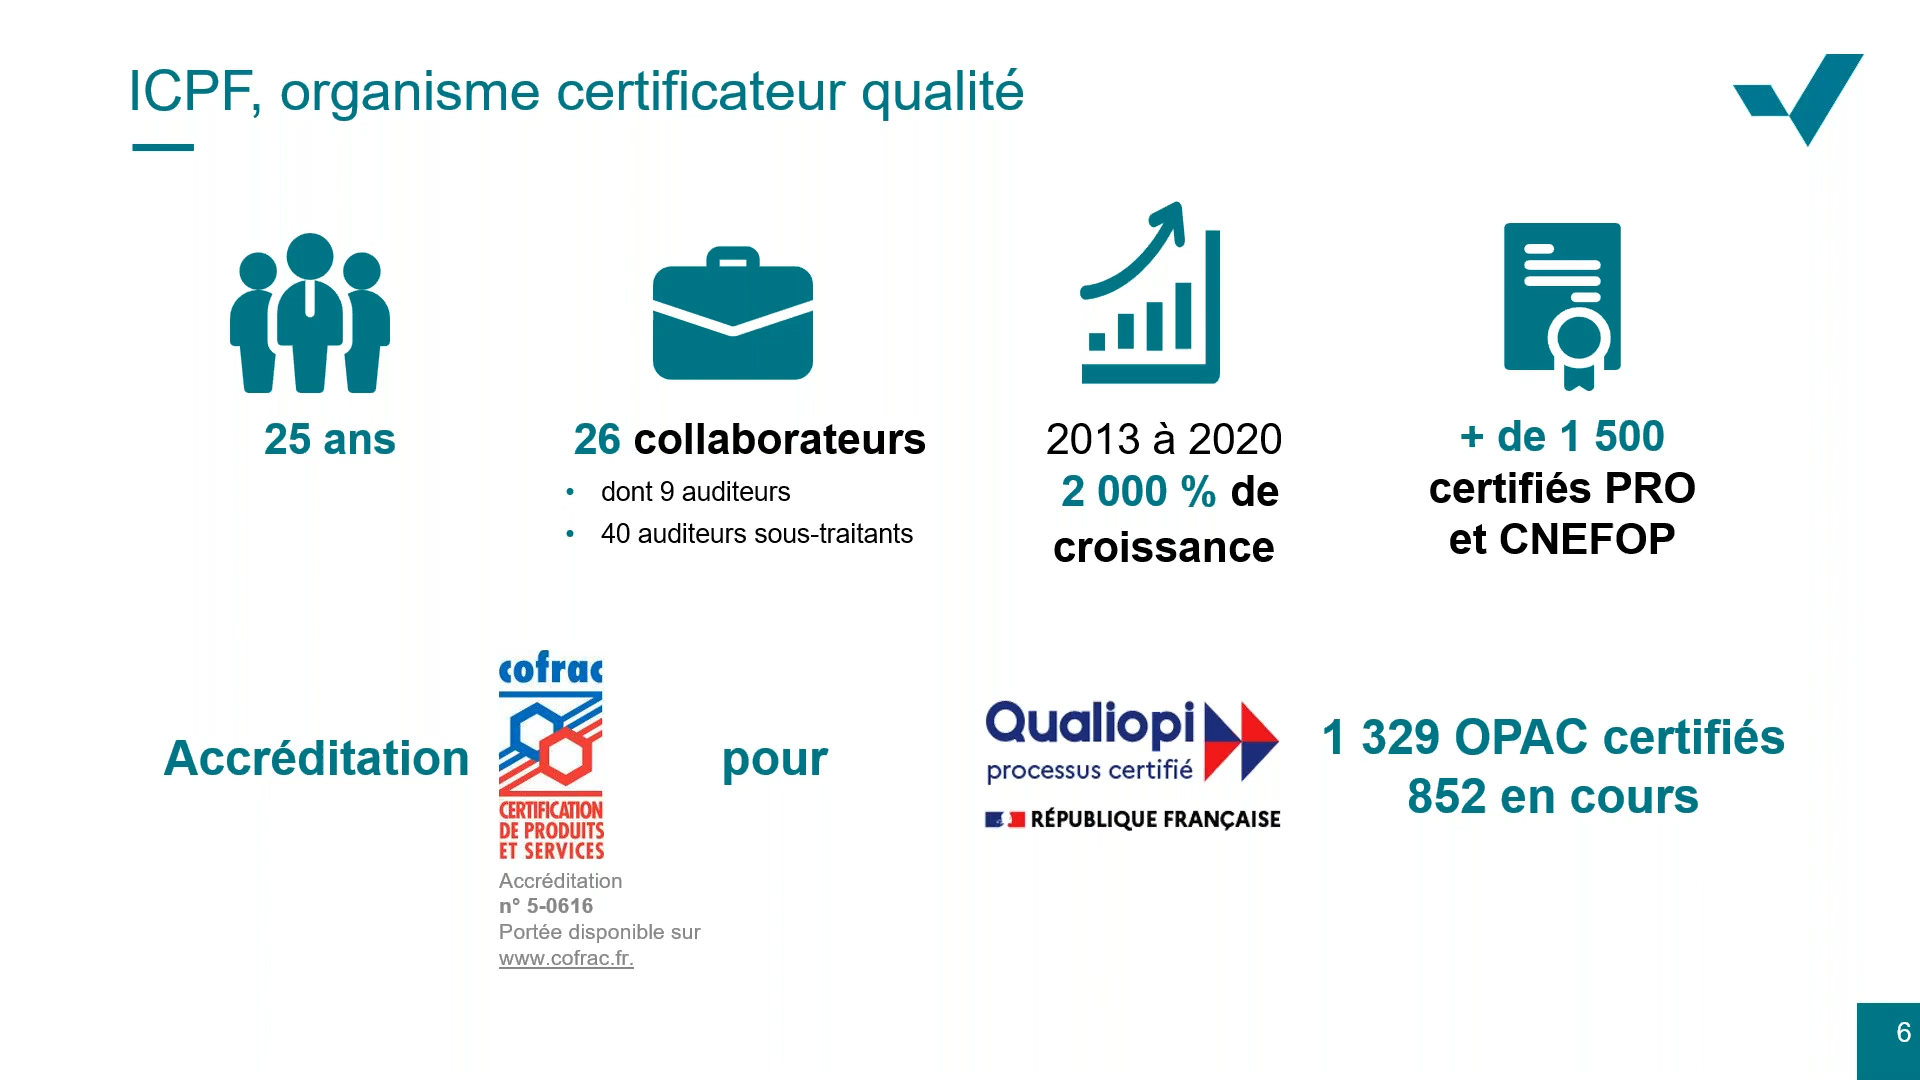 ICPF, organisme certificateur qualité
25 ans
26 collaborateurs
• dont 9 auditeurs
• 40 auditeurs sous-traitants
2013 à 2020
2 000 % de
croissance
+ de 1 500
certifiés PRO
et CNEFOP
Accréditation
cofrac
CERTIFICATION
DE PRODUITS
ET SERVICES
Accréditation
n° 5-0616
Portée disponible sur
www.cofrac.fr.
pour
Qualiopi
processus certifié
RÉPUBLIQUE FRANÇAISE
1 329 OPAC certifiés
852 en cours
6